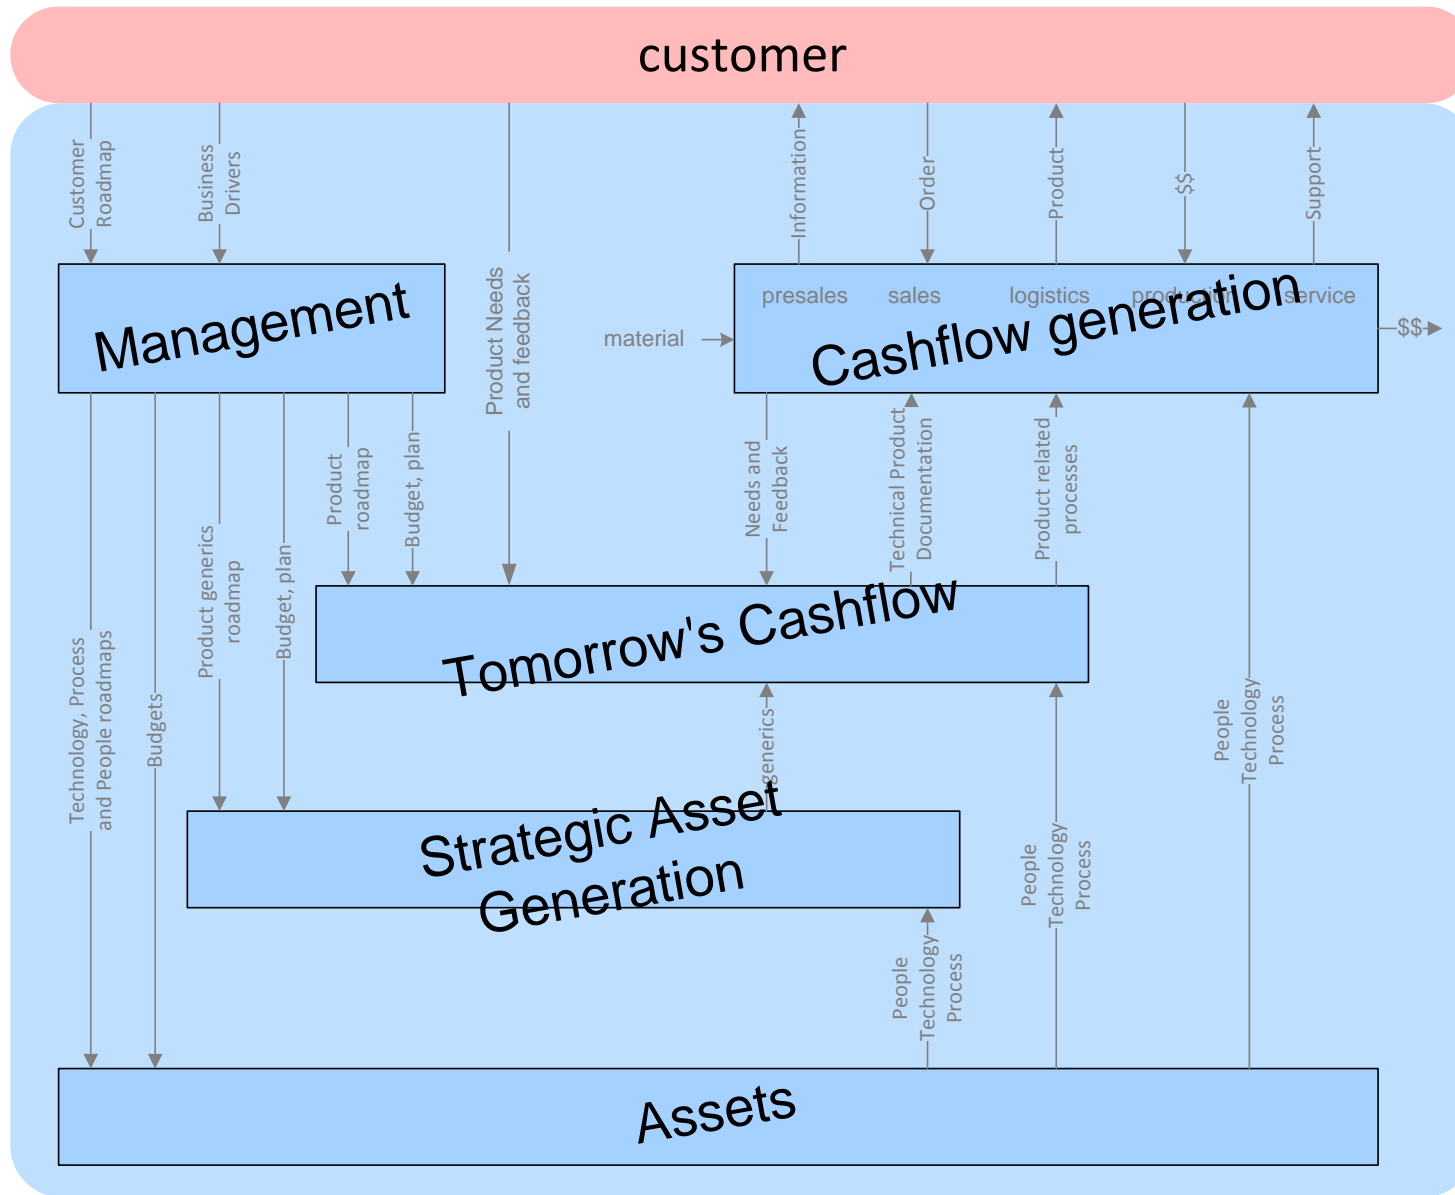 customer
Customer
Roadmap
Business
Drivers
Product Needs
and feedback
Information
Order
Product
$$
Support
Management
presales
sales
logistics
production
service
Cashflow generation
material
$$
Technology, Process
and People roadmaps
Budgets
Product generics
roadmap
Budget, plan
Product
roadmap
Budget, plan
Needs and
Feedback
Technical Product
Documentation
Product related
processes
Tomorrow's Cashflow
generics
People
Technology
Process
Strategic Asset
Generation
People
Technology
Process
People
Technology
Process
Assets